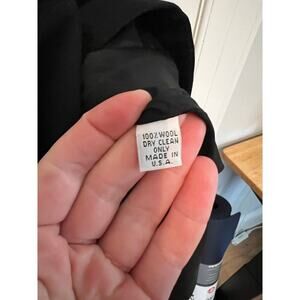 100% WOOL
DRY CLEAN
ONLY
MADE IN
U.S.A.